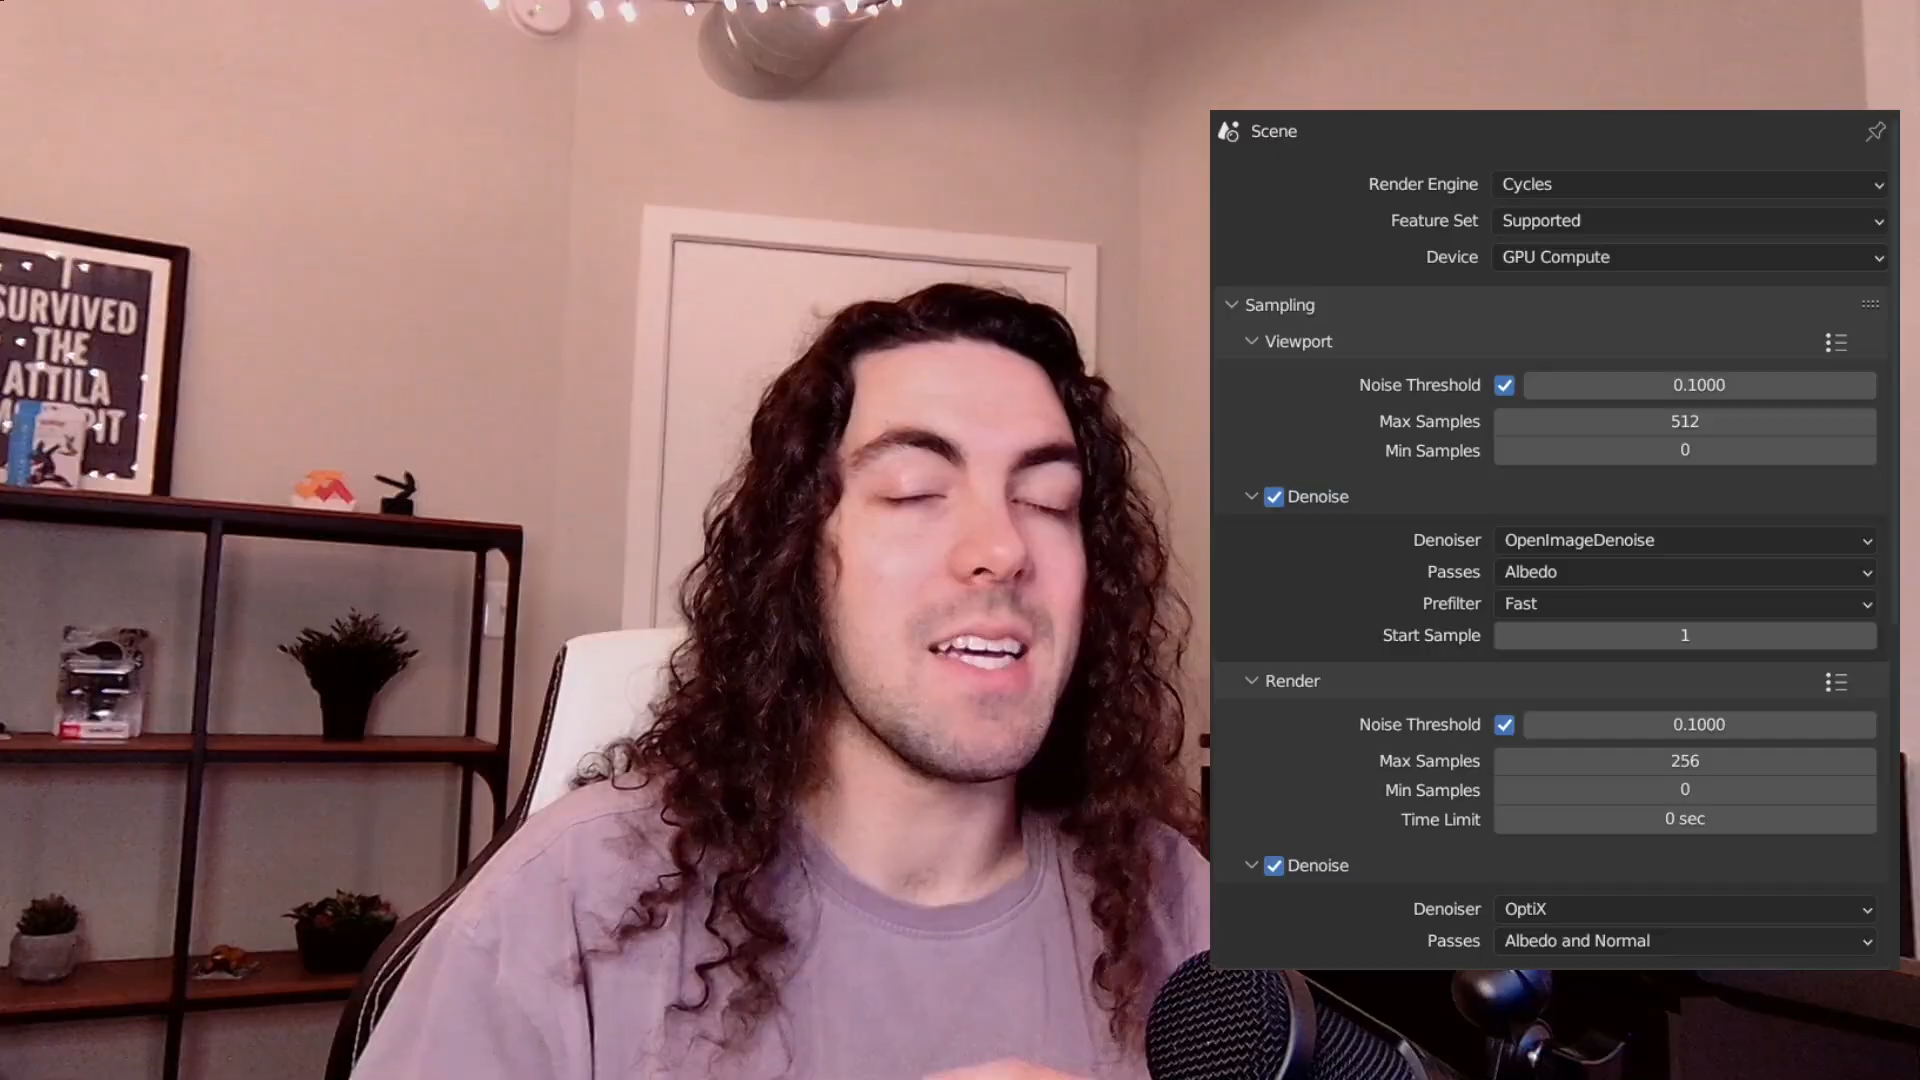 I
SURVIVED
THE
ATTILA
PIT
Scene
Render Engine Cycles
Feature Set Supported
Device GPU Compute
Sampling
Viewport
Noise Threshold 0.1000
Max Samples 512
Min Samples 0
Denoise
Denoiser OpenImageDenoise
Passes Albedo
Prefilter Fast
Start Sample 1
Render
Noise Threshold 0.1000
Max Samples 256
Min Samples 0
Time Limit 0 sec
Denoise
Denoiser OptiX
Passes Albedo and Normal